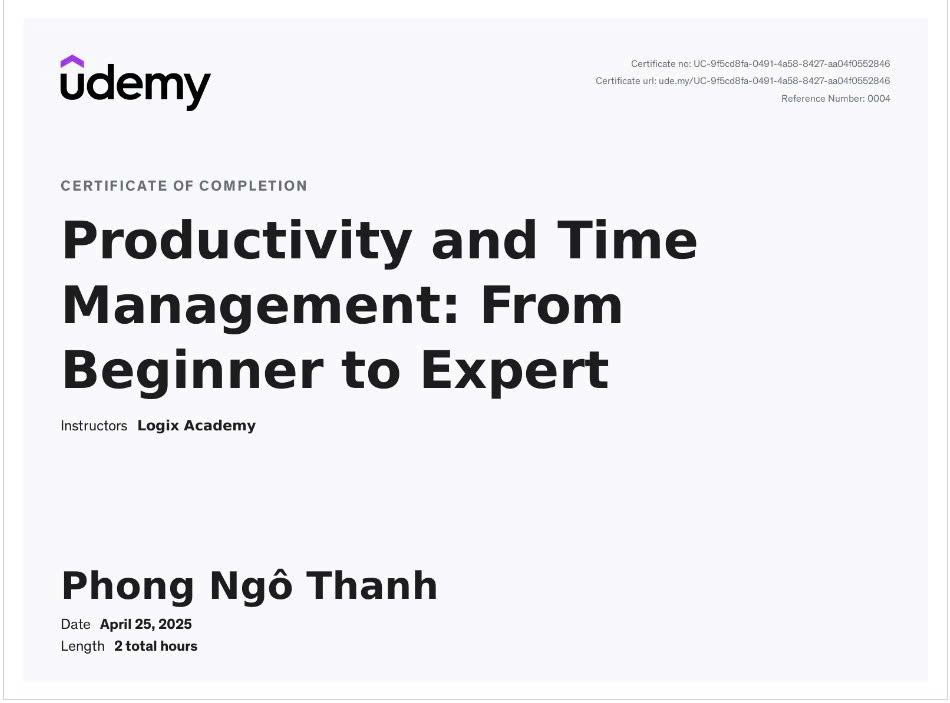 udemy
Certificate no: UC-9f5cd8fa-0491-4a58-8427-aa04f0552846
Certificate url: ude.my/UC-9f5cd8fa-0491-4a58-8427-aa04f0552846
Reference Number: 0004
CERTIFICATE OF COMPLETION
Productivity and Time
Management: From
Beginner to Expert
Instructors Logix Academy
Phong Ngô Thanh
Date April 25, 2025
Length 2 total hours